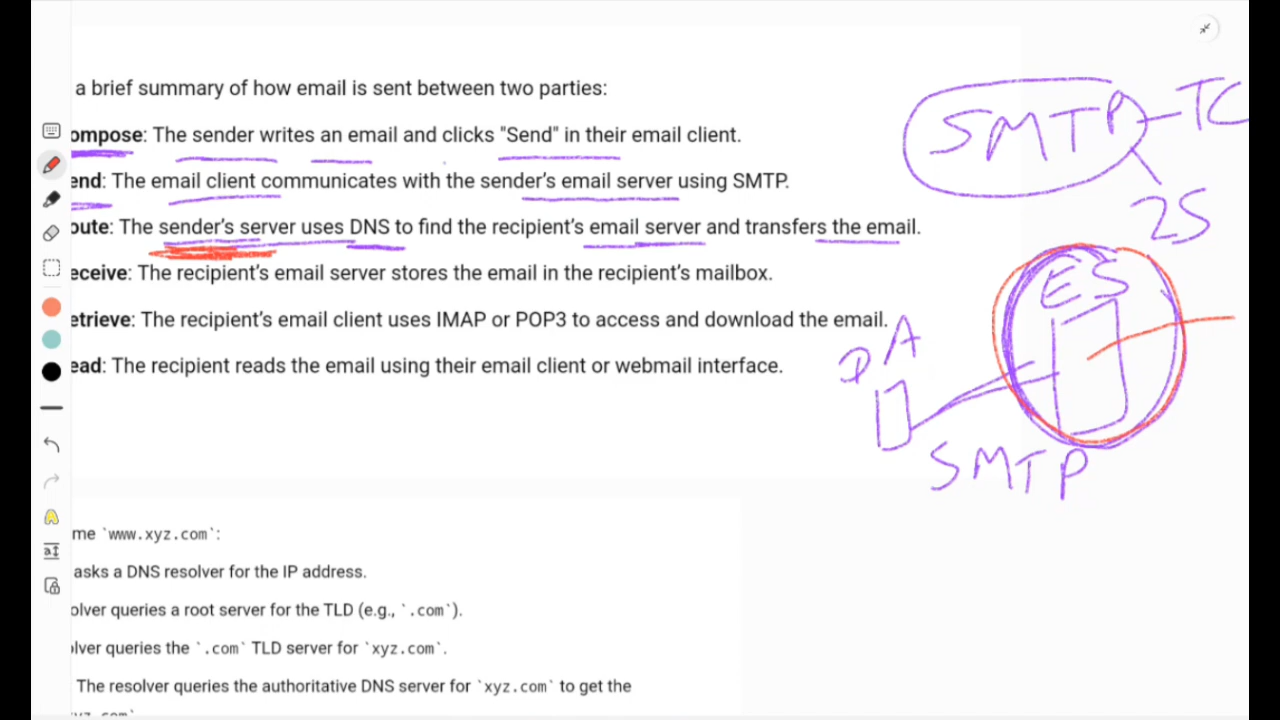 a brief summary of how email is sent between two parties:
ompose: The sender writes an email and clicks "Send" in their email client.
end: The email client communicates with the sender's email server using SMTP.
oute: The sender's server uses DNS to find the recipient's email server and transfers the email.
eceive: The recipient's email server stores the email in the recipient's mailbox.
etrieve: The recipient's email client uses IMAP or POP3 to access and download the email.
ead: The recipient reads the email using their email client or webmail interface.
SMTP - TC
25
ES
A
SMTP
me `www.xyz.com`:
asks a DNS resolver for the IP address.
olver queries a root server for the TLD (e.g., `.com`).
lver queries the `.com` TLD server for `xyz.com`.
The resolver queries the authoritative DNS server for `xyz.com` to get the